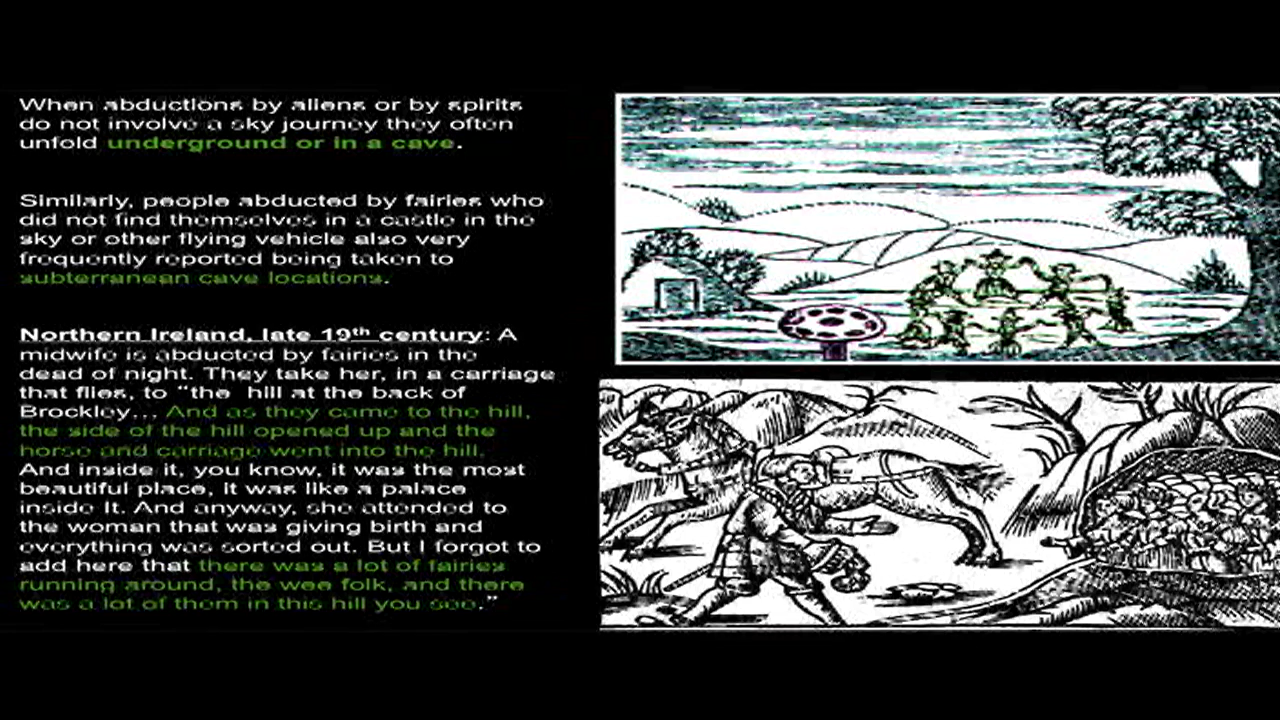 When abductions by aliens or by spirits
do not involve a sky journey they often
unfold underground or in a cave.
Similarly, people abducted by fairies who
did not find themselves in a castle in the
sky or other flying vehicle also very
frequently reported being taken to
subterranean cave locations.
Northern Ireland, late 19th century: A
midwife is abducted by fairies in the
dead of night. They take her, in a carriage
that flies, to “the hill at the back of
Brockley… And as they came to the hill,
the side of the hill opened up and the
horse and carriage went into the hill.
And inside it, you know, it was the most
beautiful place, it was like a palace
inside It. And anyway, she attended to
the woman that was giving birth and
everything was sorted out. But I forgot to
add here that there was a lot of fairies
running around, the wee folk, and there
was a lot of them in this hill you see.”